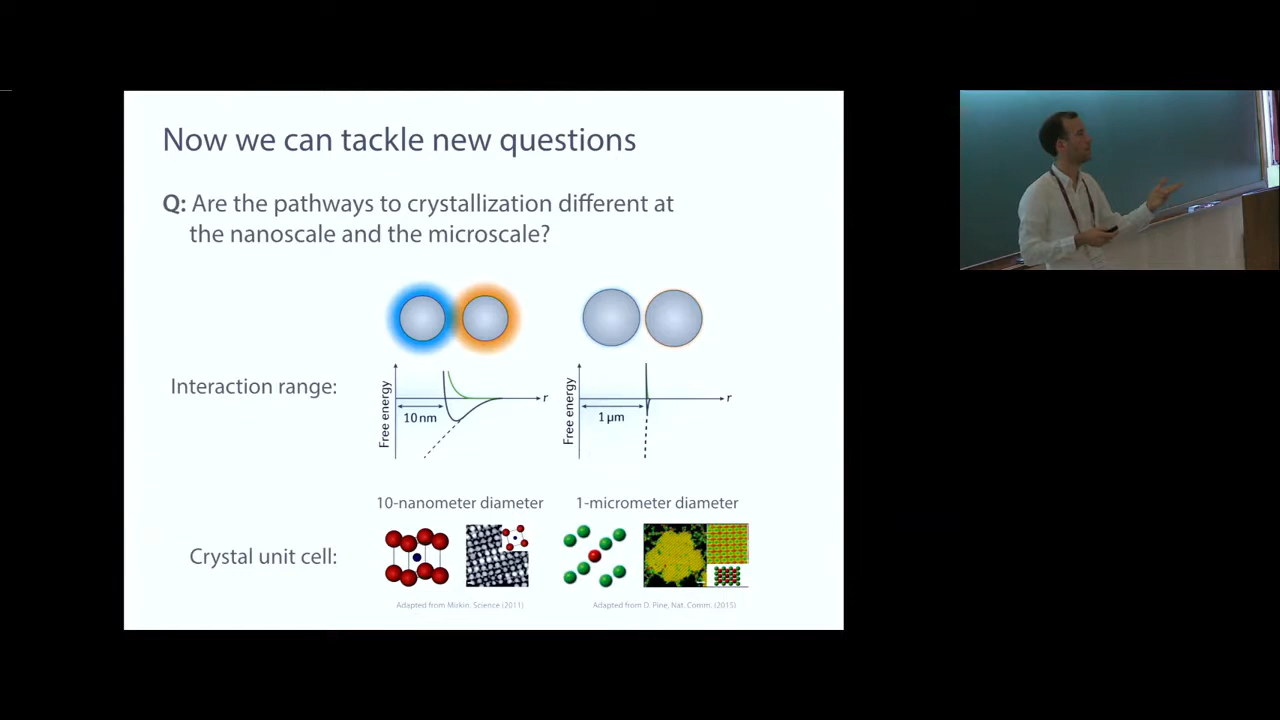 Now we can tackle new questions
Q: Are the pathways to crystallization different at
the nanoscale and the microscale?
Interaction range:
Free energy
10 nm
r
Free energy
1 μm
r
10-nanometer diameter
1-micrometer diameter
Crystal unit cell:
Adapted from Mirkin. Science (2011)
Adapted from D. Pine, Nat. Comm. (2015)